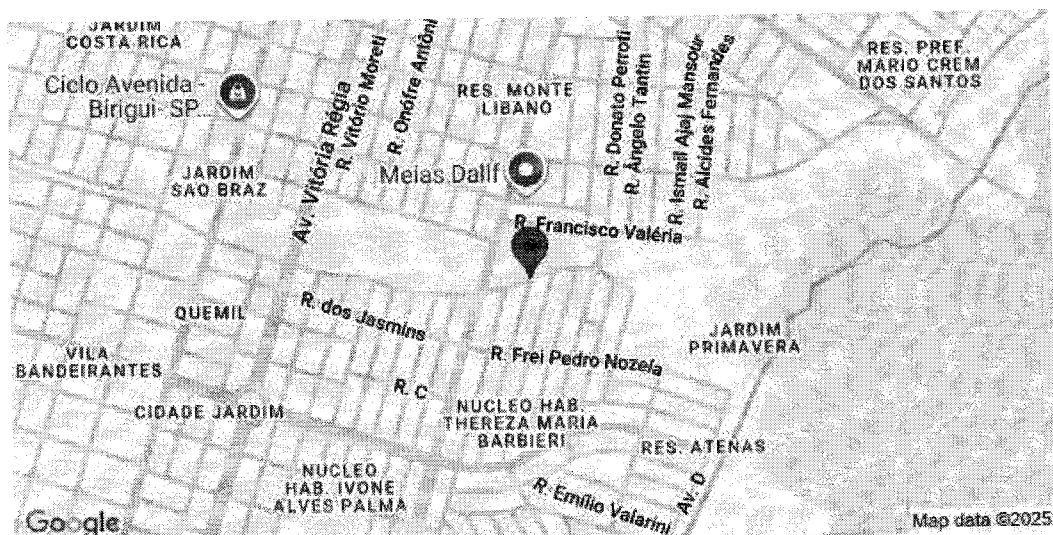 JARDIM
COSTA RICA
Ciclo Avenida -
Birigui- SP...
Av. Vitória Régia
R. Vitório Moreti
R. Onófre Antôni
RES. MONTE
LIBANO
R. Donato Perroti
R. Ângelo Tantin
R. Ismail Ajaj Mansour
R. Alcides Fernandes
RES. PREF.
MARIO CREM
DOS SANTOS
JARDIM
SAO BRAZ
Meias Dallf
R. Francisco Valéria
QUEMIL
R. dos Jasmins
JARDIM
PRIMAVERA
VILA
BANDEIRANTES
R. Frei Pedro Nozela
R. C
CIDADE JARDIM
NUCLEO HAB.
THEREZA MARIA
BARBIERI
RES. ATENAS
NUCLEO
HAB. IVONE
ALVES PALMA
R. Emílio Valarini
Av. D
Google
Map data ©2025